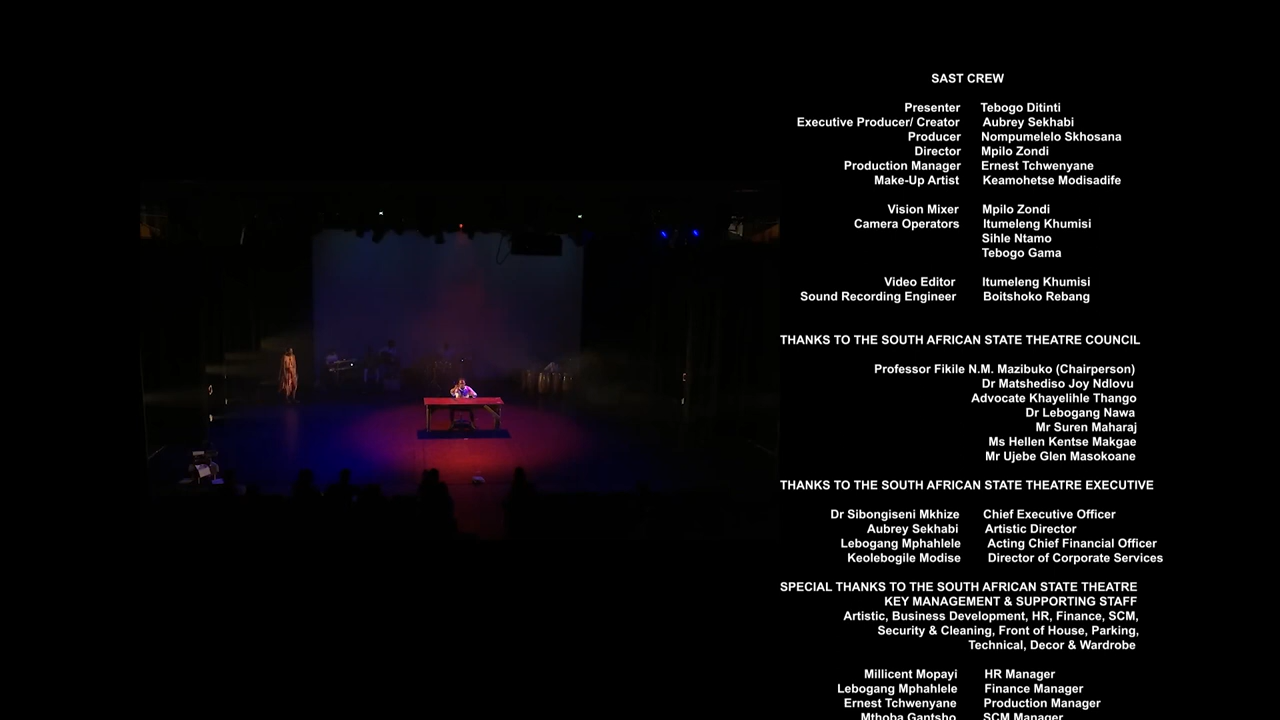 SAST CREW
Presenter Tebogo Ditinti
Executive Producer/ Creator Aubrey Sekhabi
Producer Nompumelelo Skhosana
Director Mpilo Zondi
Production Manager Ernest Tchwenyane
Make-Up Artist Keamohetse Modisadife
Vision Mixer Mpilo Zondi
Camera Operators Itumeleng Khumisi
Sihle Ntamo
Tebogo Gama
Video Editor Itumeleng Khumisi
Sound Recording Engineer Boitshoko Rebang
THANKS TO THE SOUTH AFRICAN STATE THEATRE COUNCIL
Professor Fikile N.M. Mazibuko (Chairperson)
Dr Matshediso Joy Ndlovu
Advocate Khayelihle Thango
Dr Lebogang Nawa
Mr Suren Maharaj
Ms Hellen Kentse Makgae
Mr Ujebe Glen Masokoane
THANKS TO THE SOUTH AFRICAN STATE THEATRE EXECUTIVE
Dr Sibongiseni Mkhize Chief Executive Officer
Aubrey Sekhabi Artistic Director
Lebogang Mphahlele Acting Chief Financial Officer
Keolebogile Modise Director of Corporate Services
SPECIAL THANKS TO THE SOUTH AFRICAN STATE THEATRE
KEY MANAGEMENT & SUPPORTING STAFF
Artistic, Business Development, HR, Finance, SCM,
Security & Cleaning, Front of House, Parking,
Technical, Decor & Wardrobe
Millicent Mopayi HR Manager
Lebogang Mphahlele Finance Manager
Ernest Tchwenyane Production Manager
Mthoba Gantsho SCM Manager